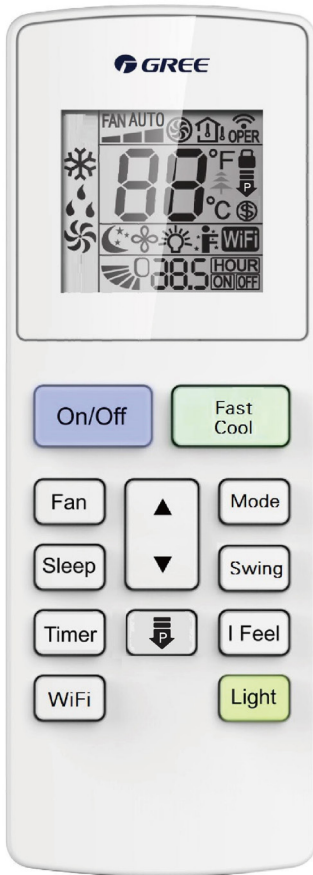 GREE
FAN AUTO
OPER
88 °F
P
°C $
WiFi
038.5 HOUR
ON OFF
On/Off
Fast
Cool
Fan
Mode
Sleep
Swing
Timer
P
I Feel
WiFi
Light